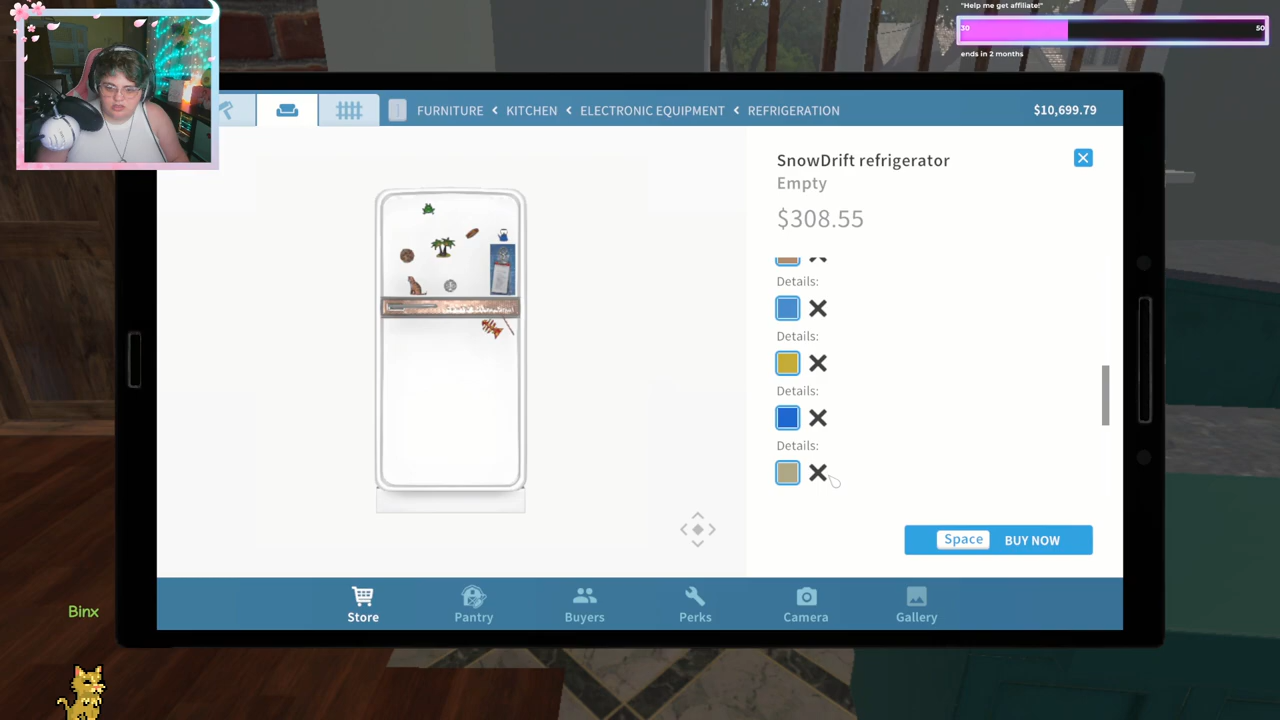 "Help me get affiliate!"
30
50
ends in 2 months
FURNITURE < KITCHEN < ELECTRONIC EQUIPMENT < REFRIGERATION
$10,699.79
SnowDrift refrigerator
Empty
$308.55
Details:
Details:
Details:
Details:
Space BUY NOW
Store
Pantry
Buyers
Perks
Camera
Gallery
Binx